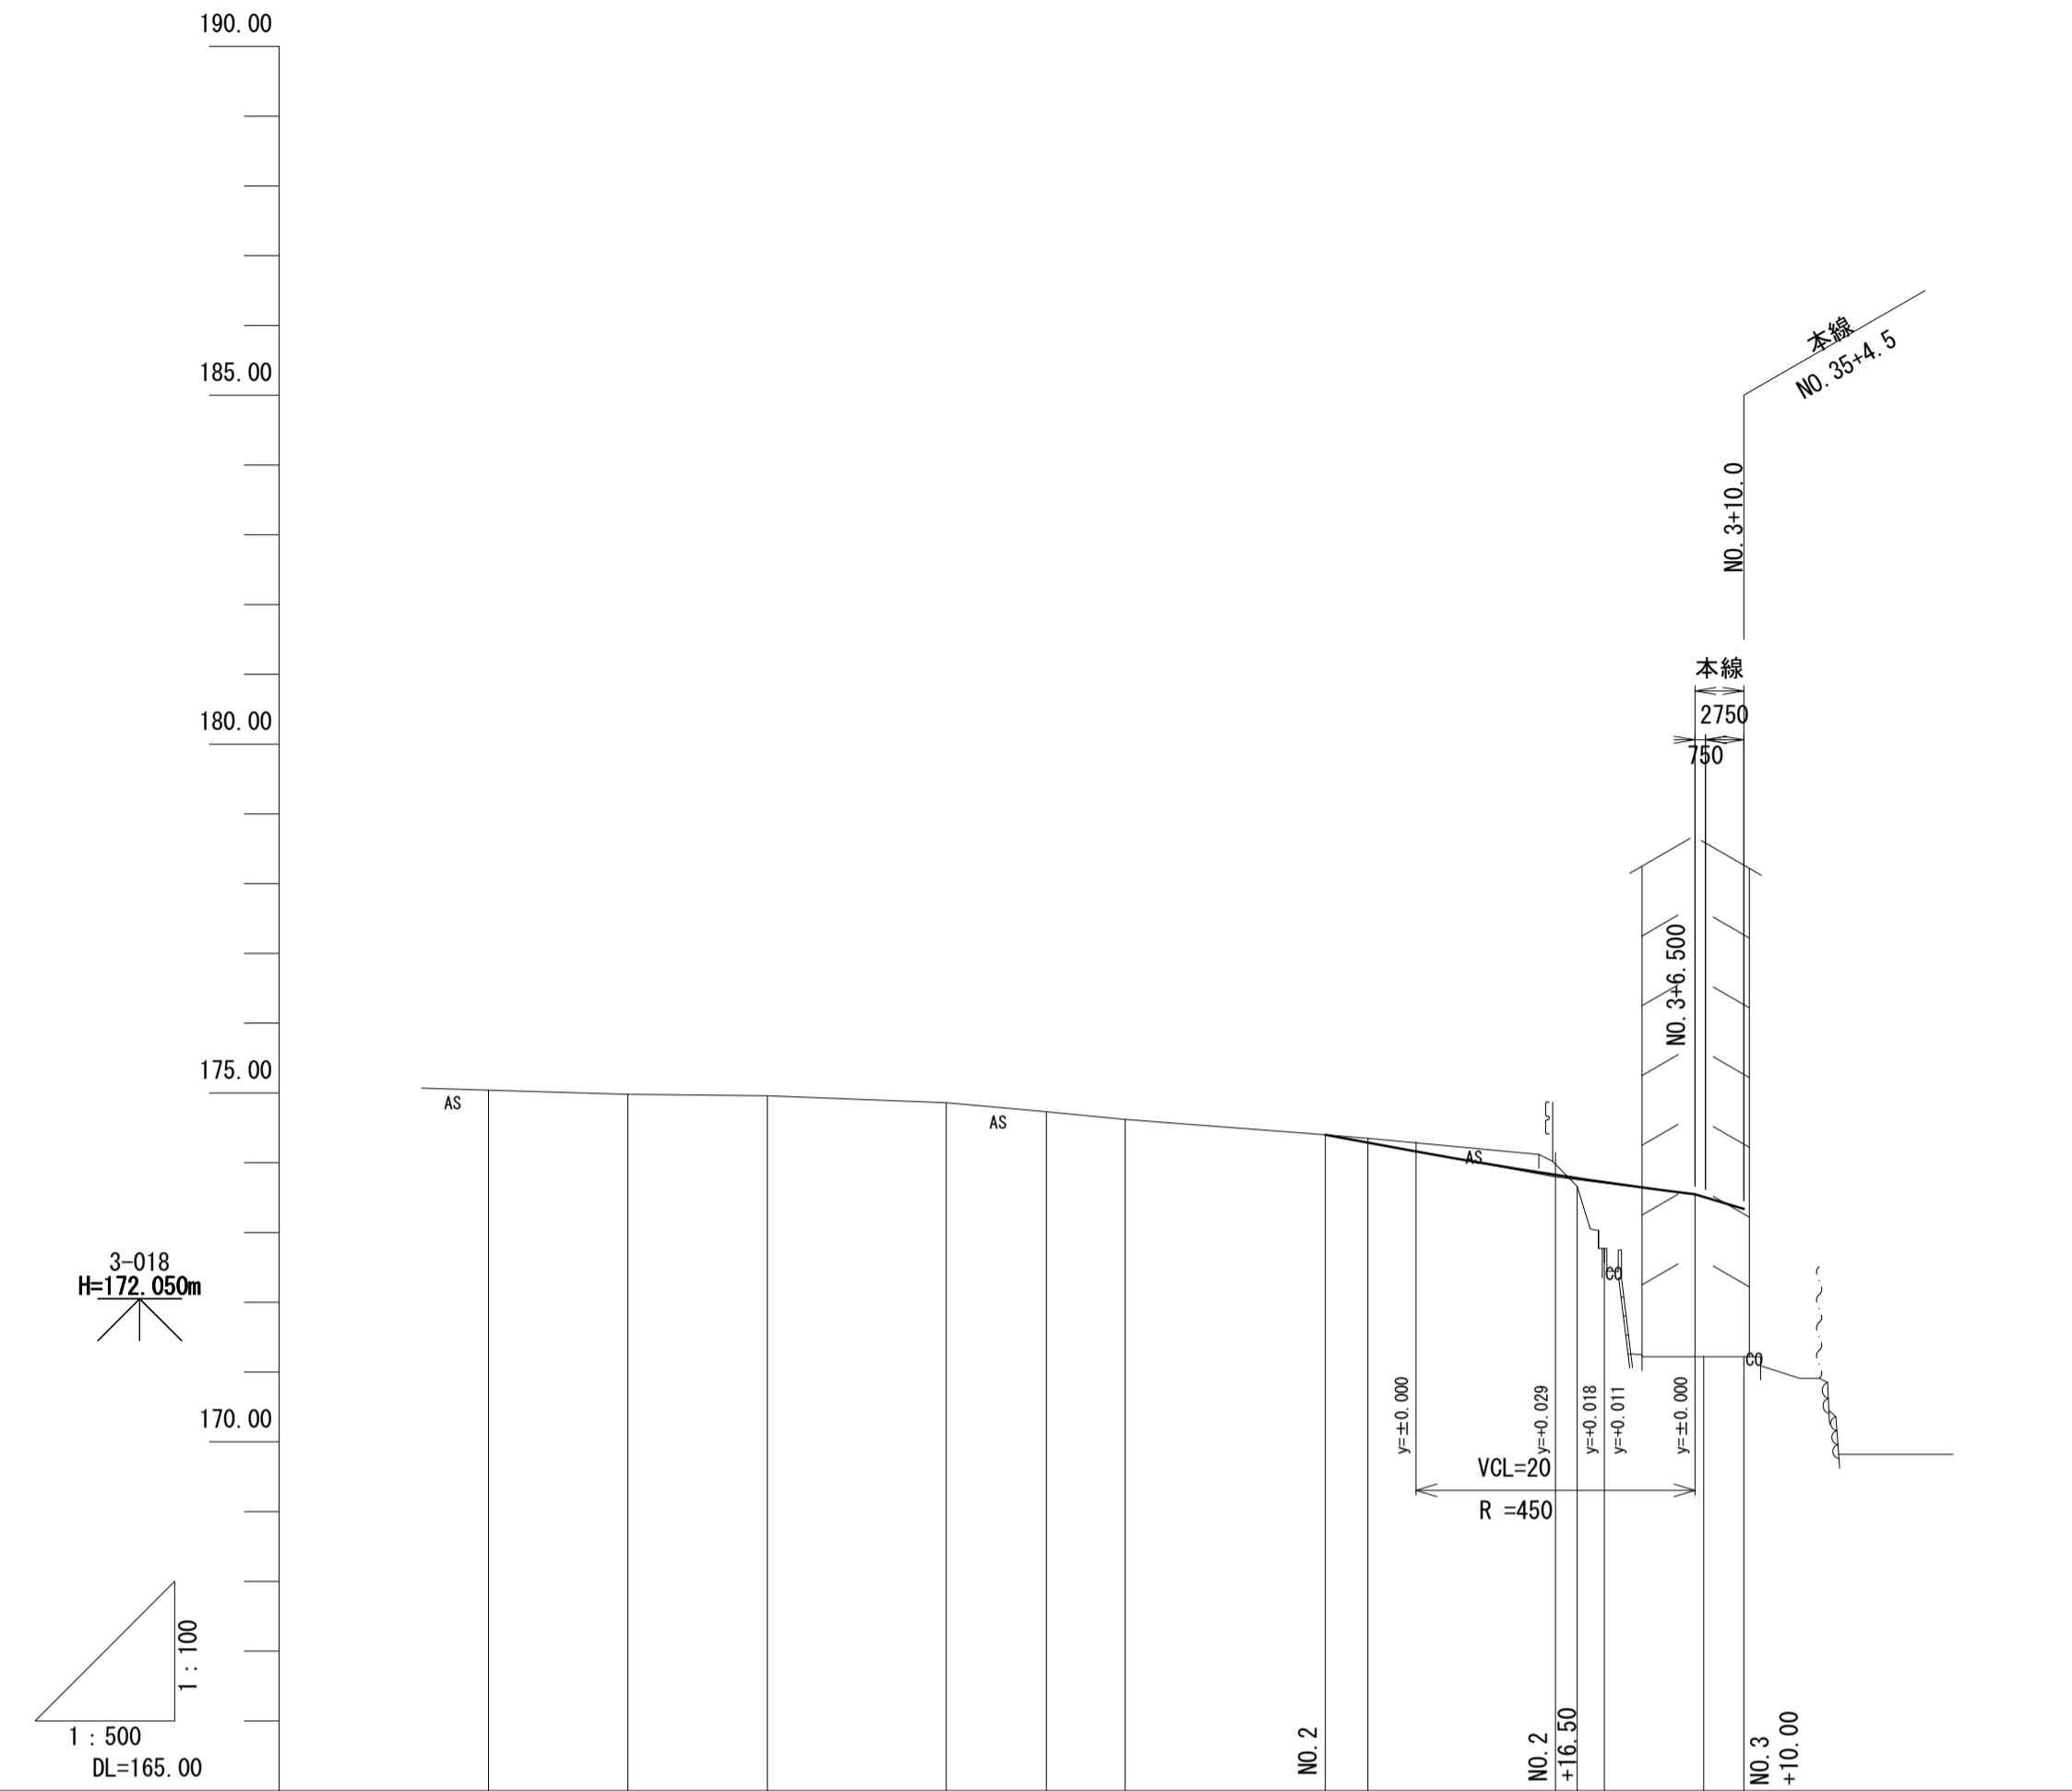 190.00
185.00
本線
NO.35+4.5
NO.3+10.0
本線
180.00
2750
750
NO.3+6.500
175.00
AS
AS
AS
3-018
H=172.050m
CO
CO
170.00
y=±0.000
y=+0.029
y=+0.018
y=+0.011
y=±0.000
VCL=20
R =450
1 : 100
1 : 500
DL=165.00
NO.2
NO.2
+16.50
NO.3
+10.00